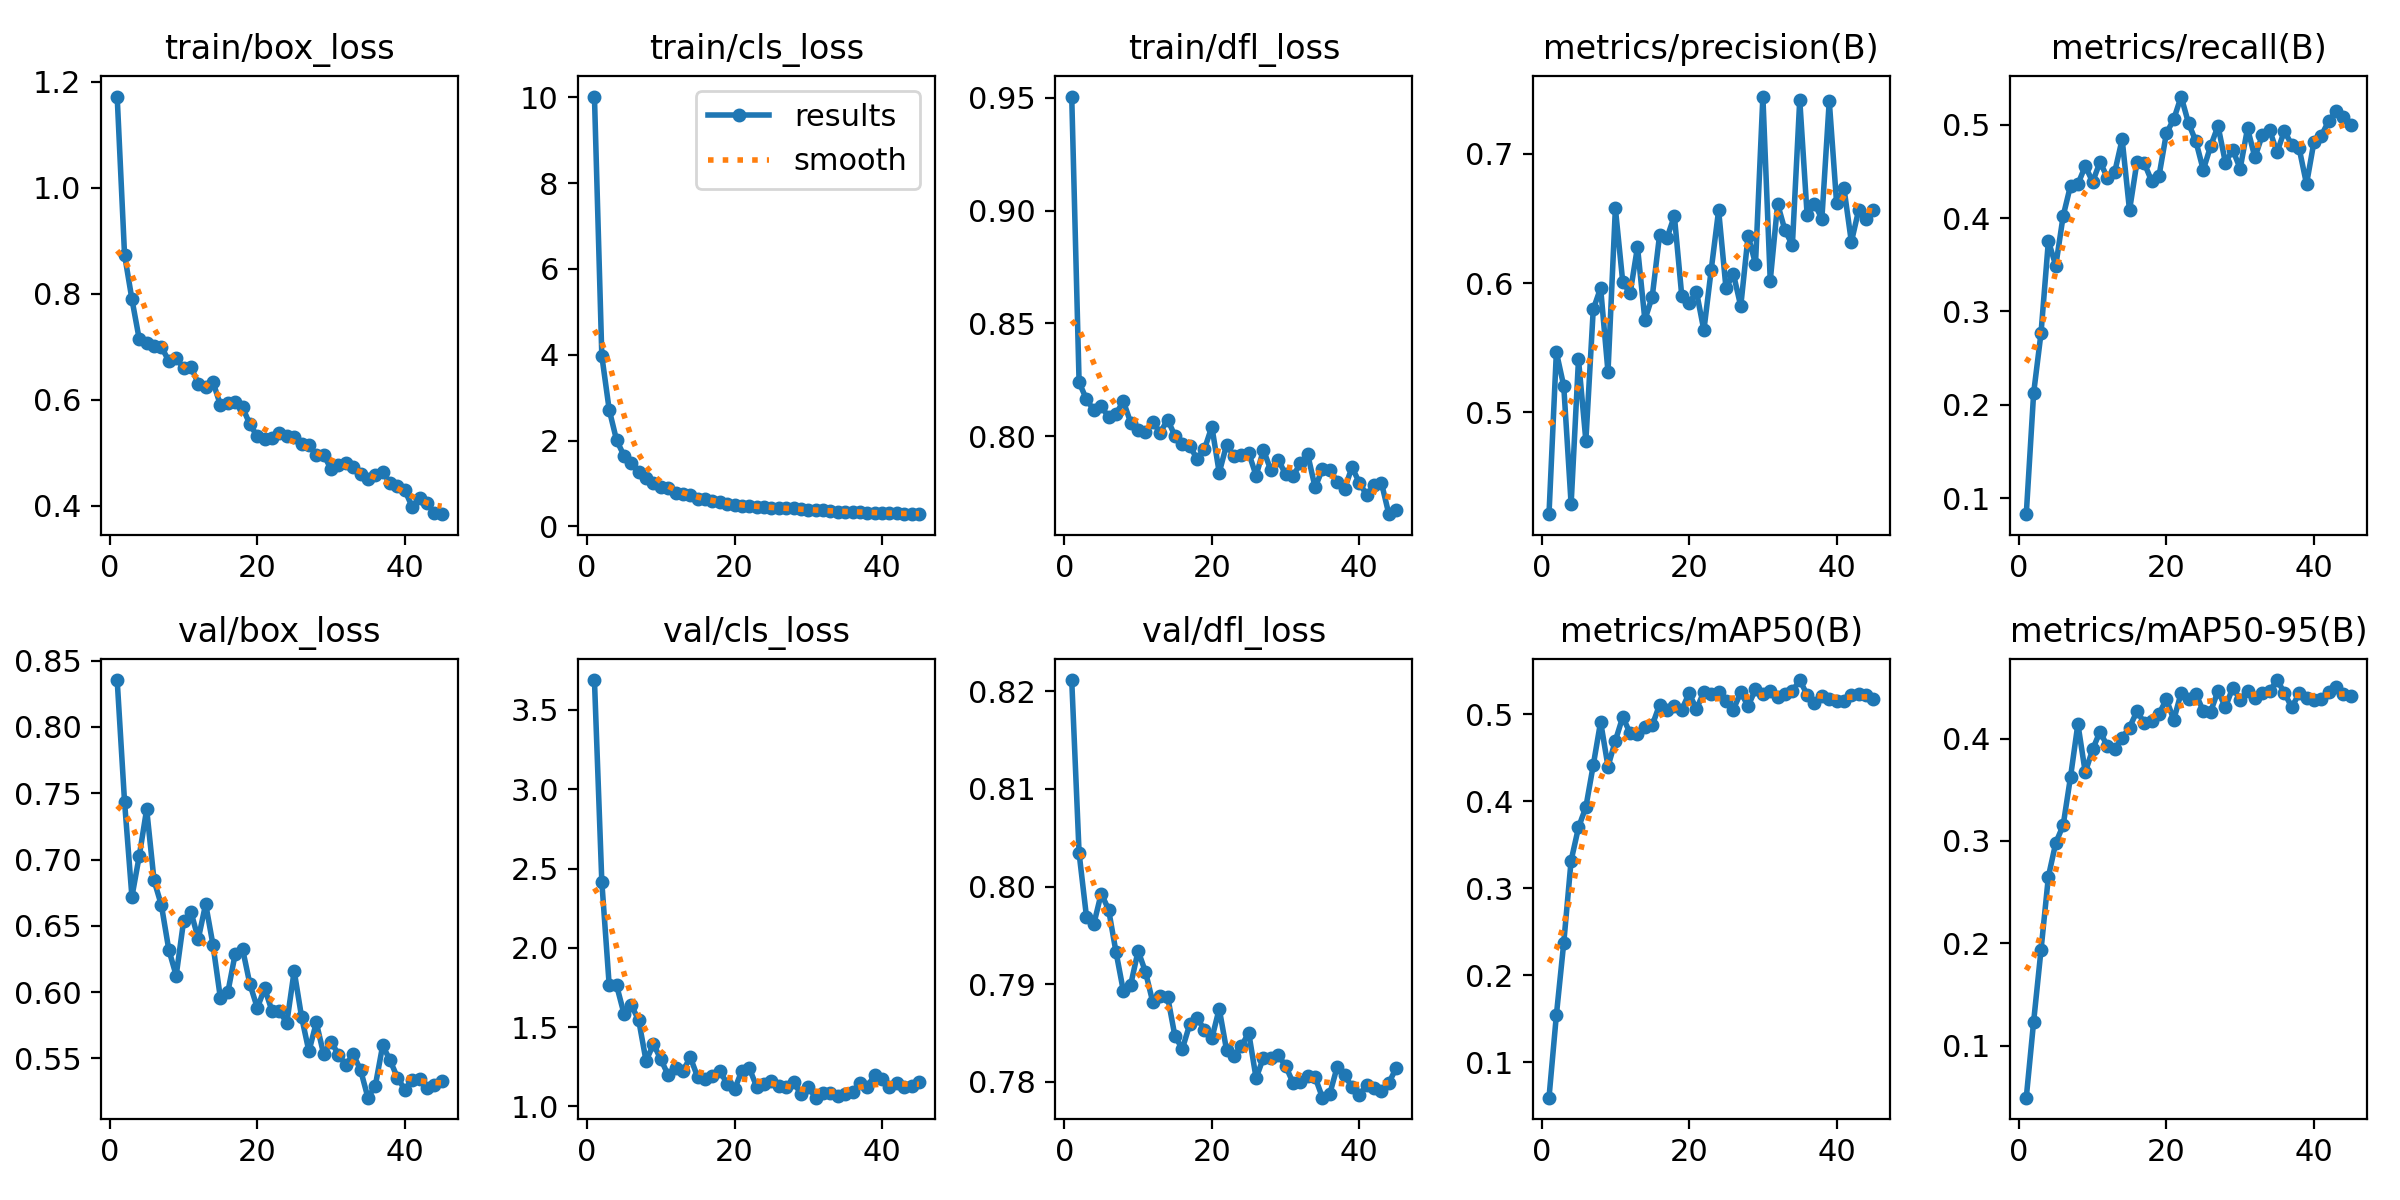 train/box_loss
1.2
1.0
0.8
0.6
0.4
0 20 40
train/cls_loss
10
8
6
4
2
0
results
smooth
0 20 40
train/dfl_loss
0.95
0.90
0.85
0.80
0 20 40
metrics/precision(B)
0.7
0.6
0.5
0 20 40
metrics/recall(B)
0.5
0.4
0.3
0.2
0.1
0 20 40
val/box_loss
0.85
0.80
0.75
0.70
0.65
0.60
0.55
0 20 40
val/cls_loss
3.5
3.0
2.5
2.0
1.5
1.0
0 20 40
val/dfl_loss
0.82
0.81
0.80
0.79
0.78
0 20 40
metrics/mAP50(B)
0.5
0.4
0.3
0.2
0.1
0 20 40
metrics/mAP50-95(B)
0.4
0.3
0.2
0.1
0 20 40